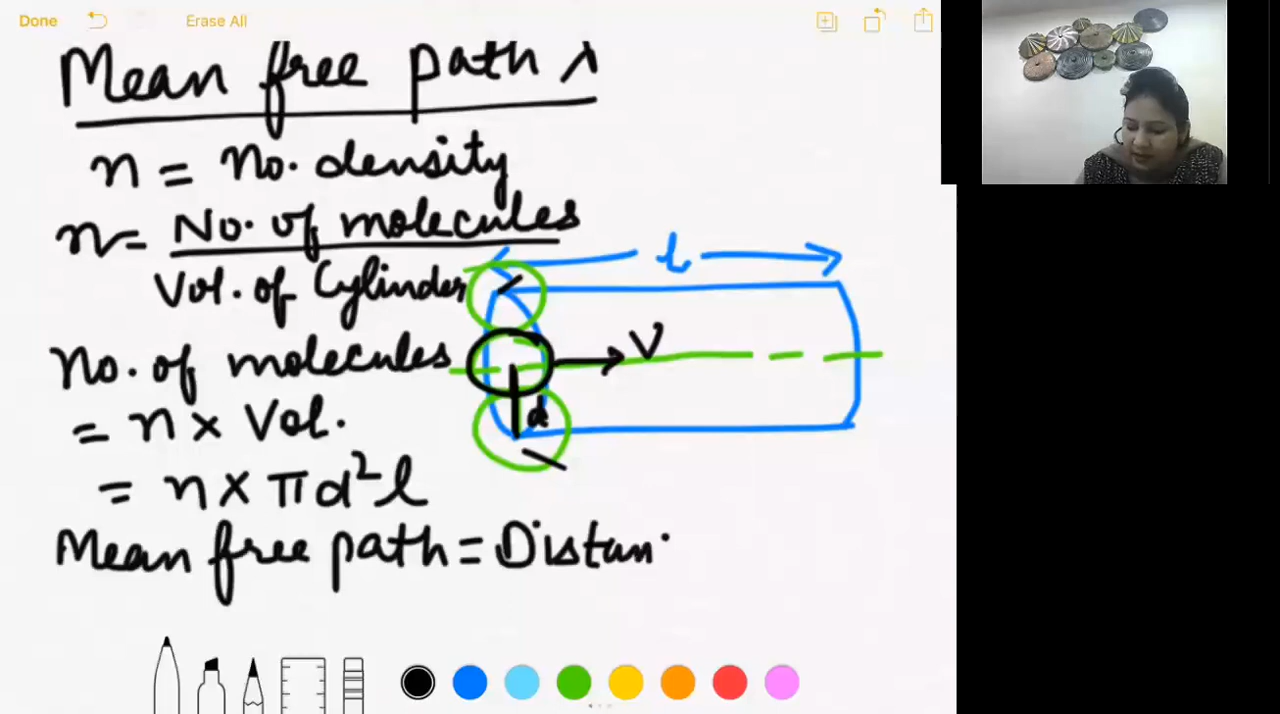 Done
Erase All
Mean free path λ
n = No. density
n = No. of molecules
Vol. of Cylinder
l
No. of molecules
V
= n × Vol.
d
= n × πd²l
Mean free path = Distan